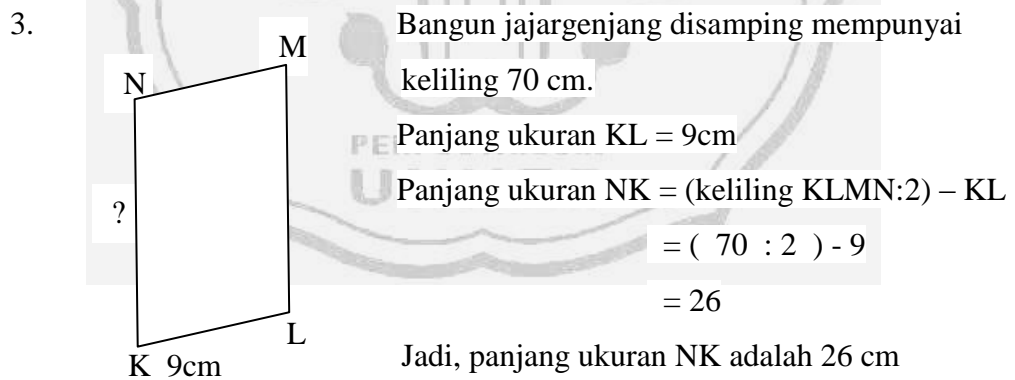 3.
Bangun jajargenjang disamping mempunyai
keliling 70 cm.
Panjang ukuran KL = 9cm
Panjang ukuran NK = (keliling KLMN:2) – KL
= ( 70 : 2 ) - 9
= 26
Jadi, panjang ukuran NK adalah 26 cm
M
N
?
L
K 9cm